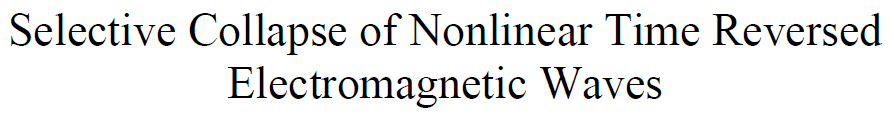 Selective Collapse of Nonlinear Time Reversed
Electromagnetic Waves